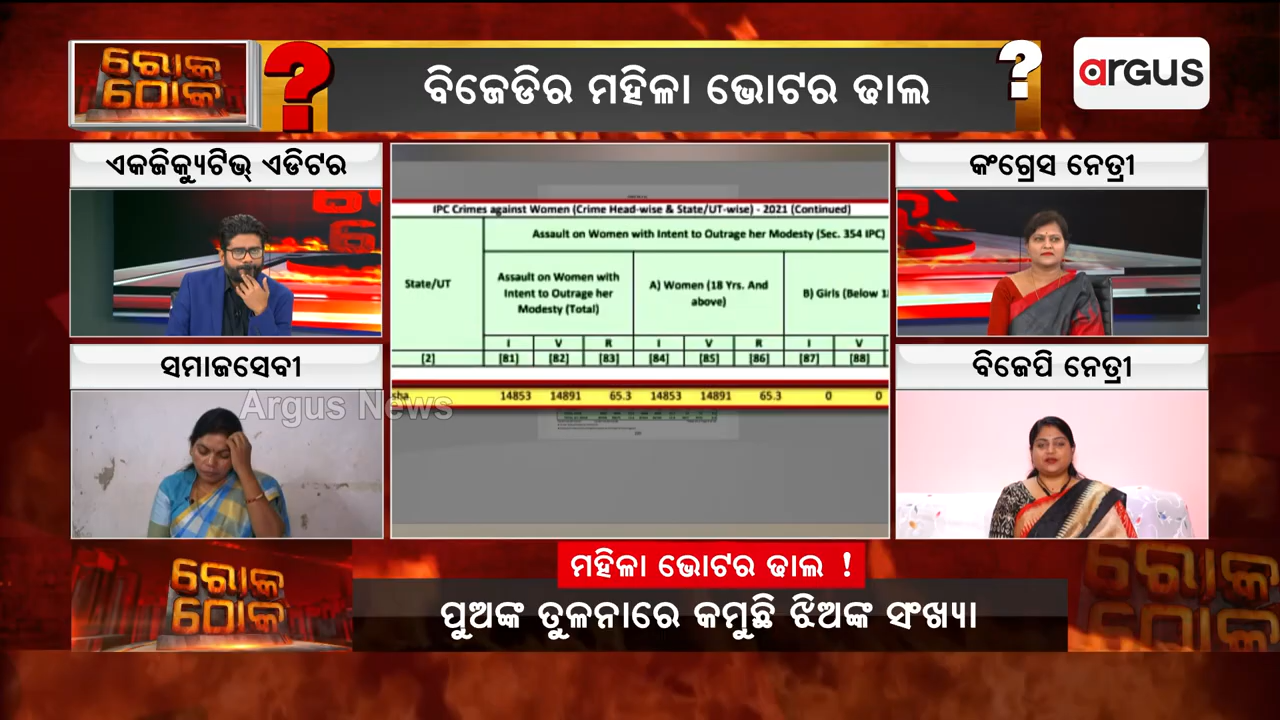 ରୋକ
ଠୋକ
?
ବିଜେଡିର ମହିଳା ଭୋଟର ଢାଲ
?
argus
ଏକଜିକ୍ୟୁଟିଭ୍ ଏଡିଟର
କଂଗ୍ରେସ ନେତ୍ରୀ
IPC Crimes against Women (Crime Head-wise & State/UT-wise) - 2021 (Continued)
Assault on Women with Intent to Outrage her Modesty (Sec. 354 IPC)
State/UT
Assault on Women with Intent to Outrage her Modesty (Total)
A) Women (18 Yrs. And above)
B) Girls (Below
I V R I V R I V
[2] [81] [82] [83] [84] [85] [86] [87] [88]
sha 14853 14891 65.3 14853 14891 65.3 0 0
ସମାଜସେବୀ
ବିଜେପି ନେତ୍ରୀ
Argus News
ମହିଳା ଭୋଟର ଢାଲ !
ରୋକ
ଠୋକ
ପୁଅଙ୍କ ତୁଳନାରେ କମୁଛି ଝିଅଙ୍କ ସଂଖ୍ୟା
ରୋକ
ଠୋକ